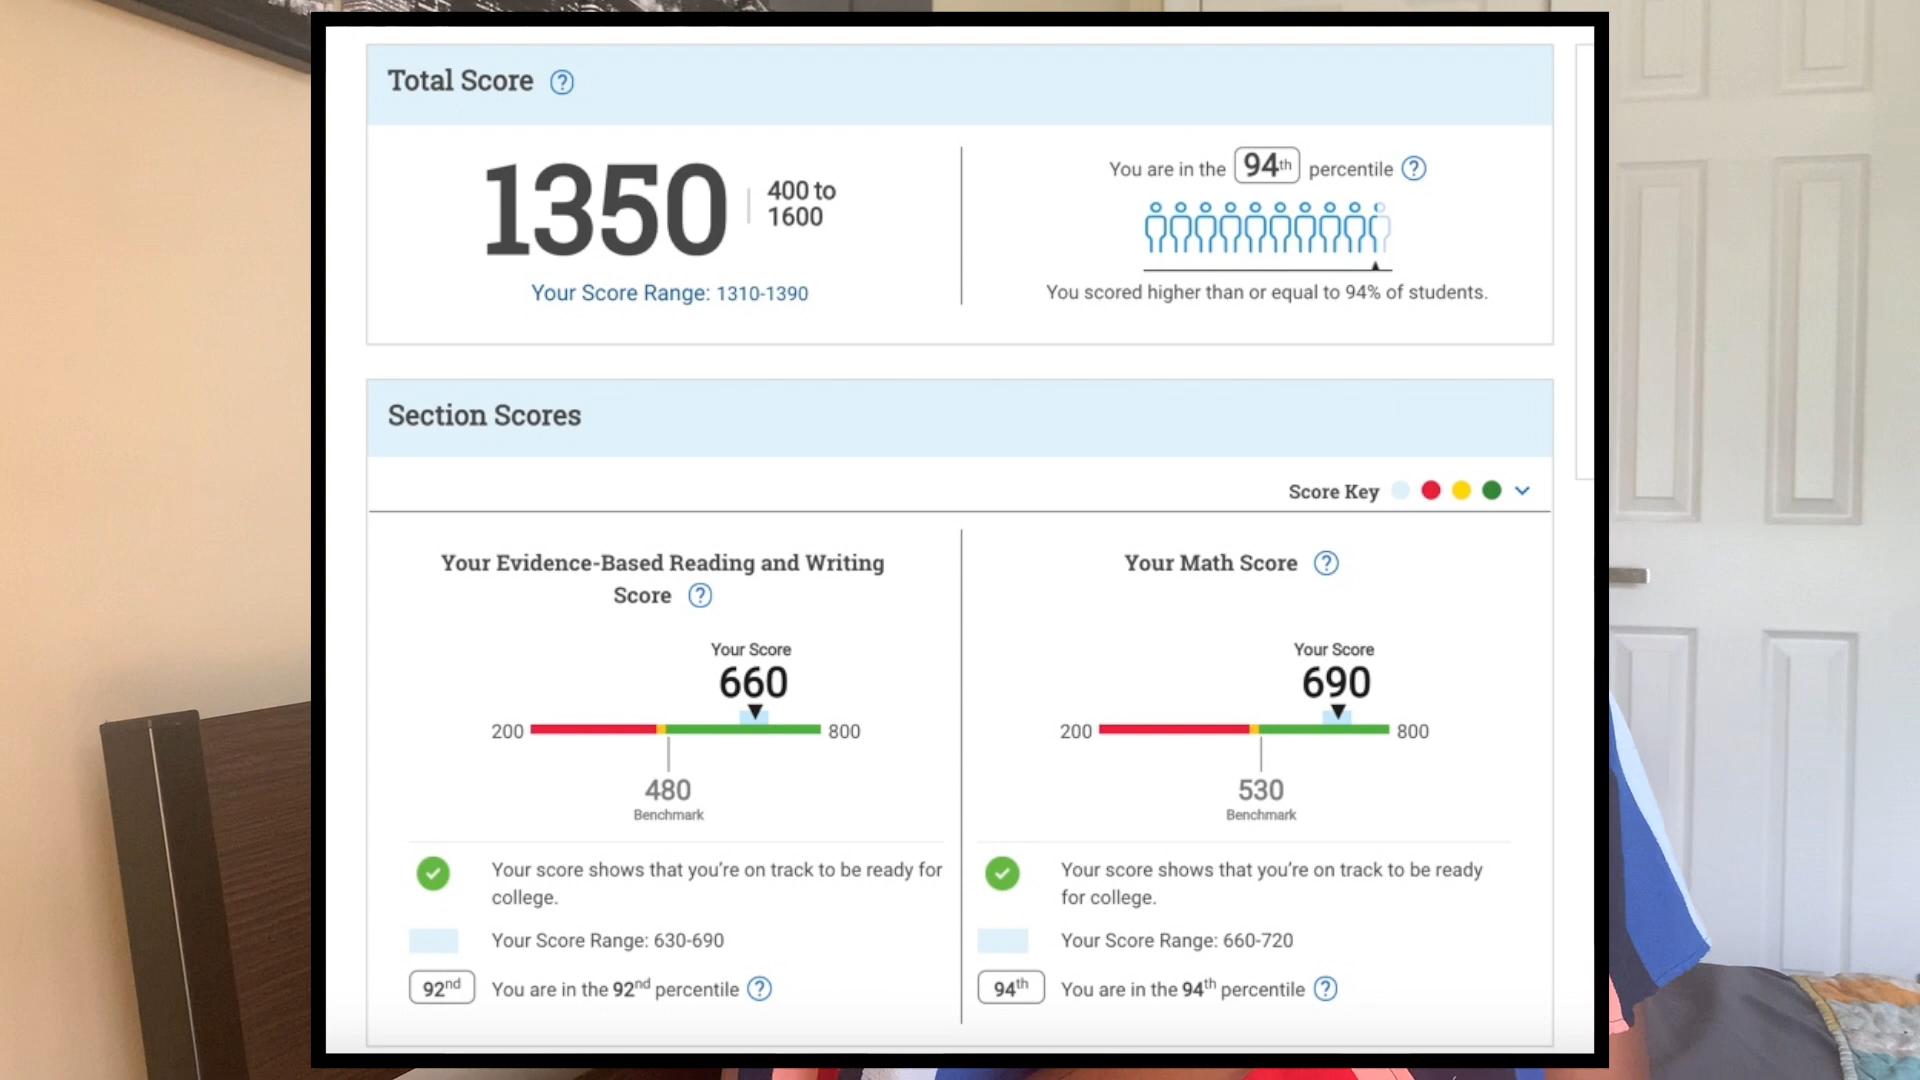 Total Score ?
1350
400 to
1600
Your Score Range: 1310-1390
You are in the 94th percentile ?
You scored higher than or equal to 94% of students.
Section Scores
Score Key
Your Evidence-Based Reading and Writing
Score ?
Your Score
660
200
800
480
Benchmark
Your score shows that you're on track to be ready for
college.
Your Score Range: 630-690
92nd You are in the 92nd percentile ?
Your Math Score ?
Your Score
690
200
800
530
Benchmark
Your score shows that you're on track to be ready
for college.
Your Score Range: 660-720
94th You are in the 94th percentile ?